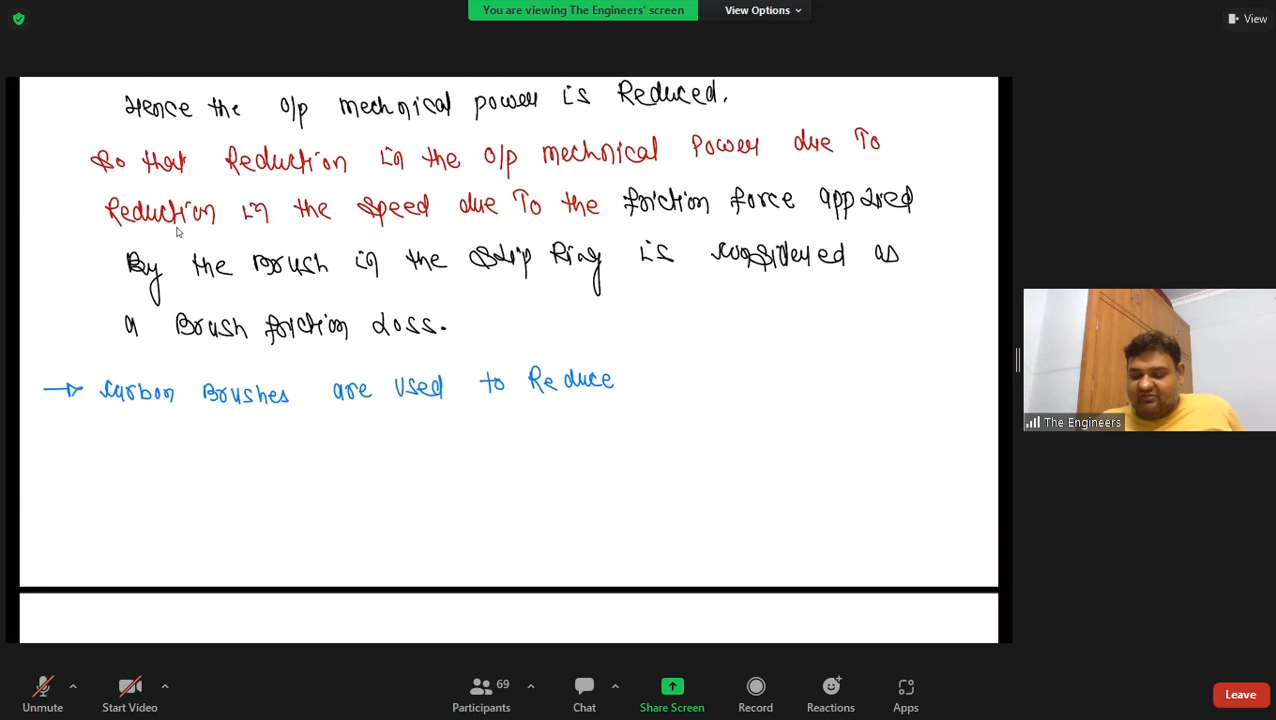 You are viewing The Engineers' screen
View Options
View
Hence the o/p mechnical power is Reduced.
So that Reduction in the o/p mechnical Power due To
Reduction in the speed due To the friction force appared
By the Brush in the slip Ring is considered as
a Brush friction Loss.
→ Carbon Brushes are used to Reduce
The Engineers
Unmute
Start Video
69
Participants
Chat
Share Screen
Record
Reactions
Apps
Leave